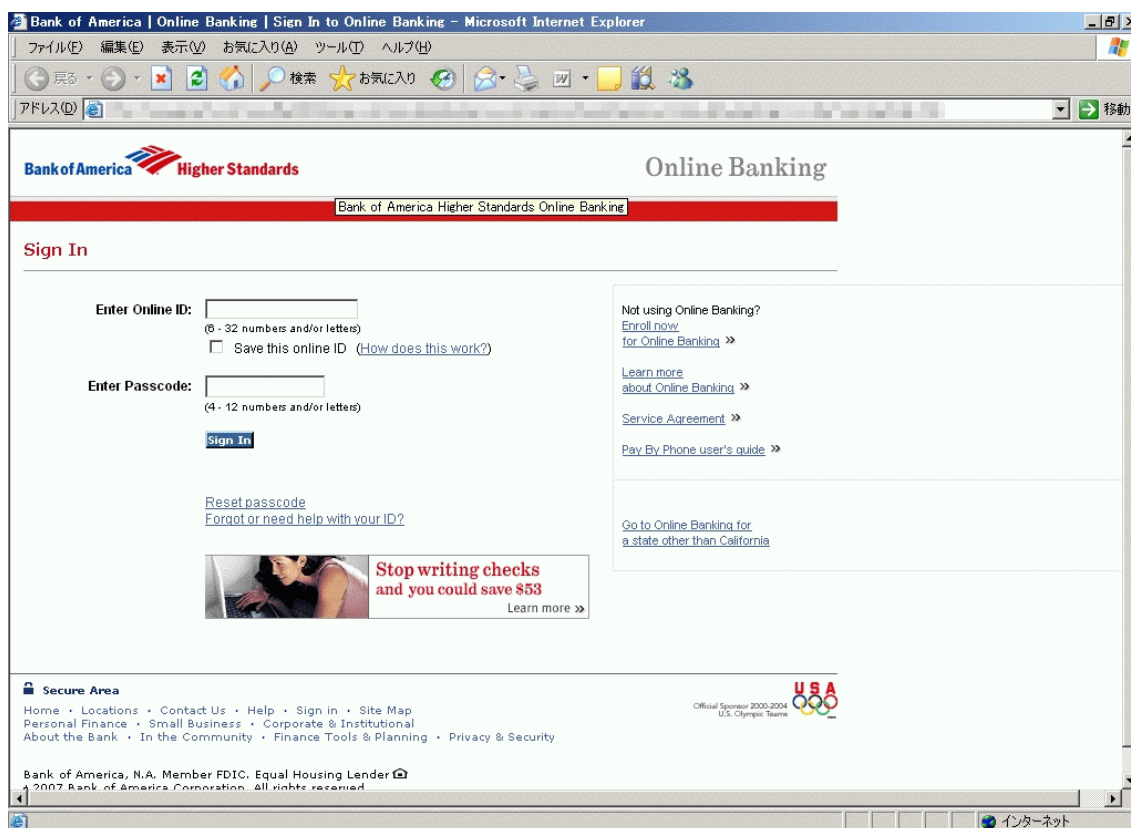 Bank of America | Online Banking | Sign In to Online Banking - Microsoft Internet Explorer
ファイル(F) 編集(E) 表示(V) お気に入り(A) ツール(T) ヘルプ(H)
戻る 検索 お気に入り
アドレス(D) 移動
Bank of America Higher Standards Online Banking
Bank of America Higher Standards Online Banking
Sign In
Enter Online ID:
(6 - 32 numbers and/or letters)
Save this online ID (How does this work?)
Enter Passcode:
(4 - 12 numbers and/or letters)
Sign In
Reset passcode
Forgot or need help with your ID?
Stop writing checks
and you could save $53
Learn more »
Not using Online Banking?
Enroll now
for Online Banking »
Learn more
about Online Banking »
Service Agreement »
Pay By Phone user's guide »
Go to Online Banking for
a state other than California
Secure Area
Home · Locations · Contact Us · Help · Sign in · Site Map
Personal Finance · Small Business · Corporate & Institutional
About the Bank · In the Community · Finance Tools & Planning · Privacy & Security
USA
Official Sponsor 2000-2004
U.S. Olympic Teams
Bank of America, N.A. Member FDIC. Equal Housing Lender
2007 Bank of America Corporation. All rights reserved
インターネット